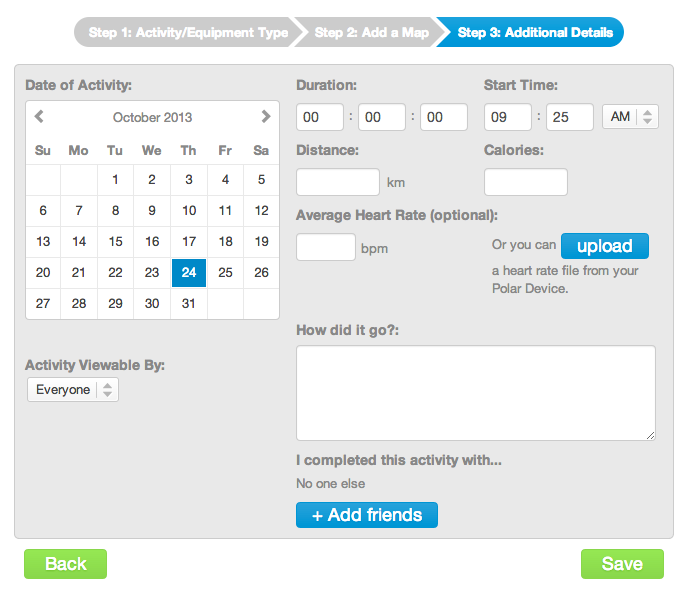 Step 1: Activity/Equipment Type Step 2: Add a Map Step 3: Additional Details
Date of Activity:
October 2013
Su Mo Tu We Th Fr Sa
1 2 3 4 5
6 7 8 9 10 11 12
13 14 15 16 17 18 19
20 21 22 23 24 25 26
27 28 29 30 31
Activity Viewable By:
Everyone
Duration:
00 : 00 : 00
Start Time:
09 : 25 AM
Distance:
km
Calories:
Average Heart Rate (optional):
bpm
Or you can upload
a heart rate file from your
Polar Device.
How did it go?:
I completed this activity with...
No one else
+ Add friends
Back
Save